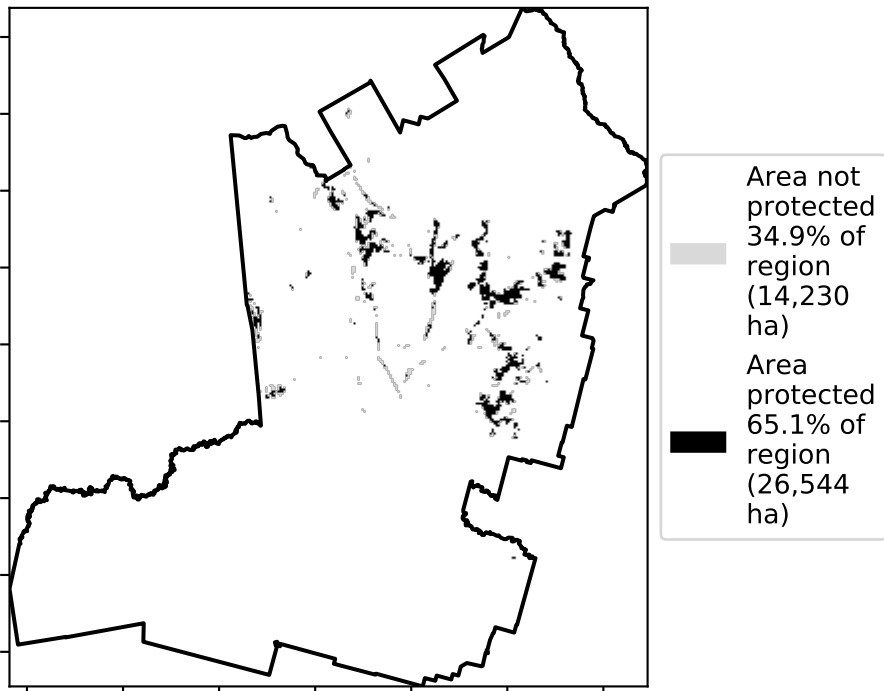 Area not
protected
34.9% of
region
(14,230
ha)
Area
protected
65.1% of
region
(26,544
ha)